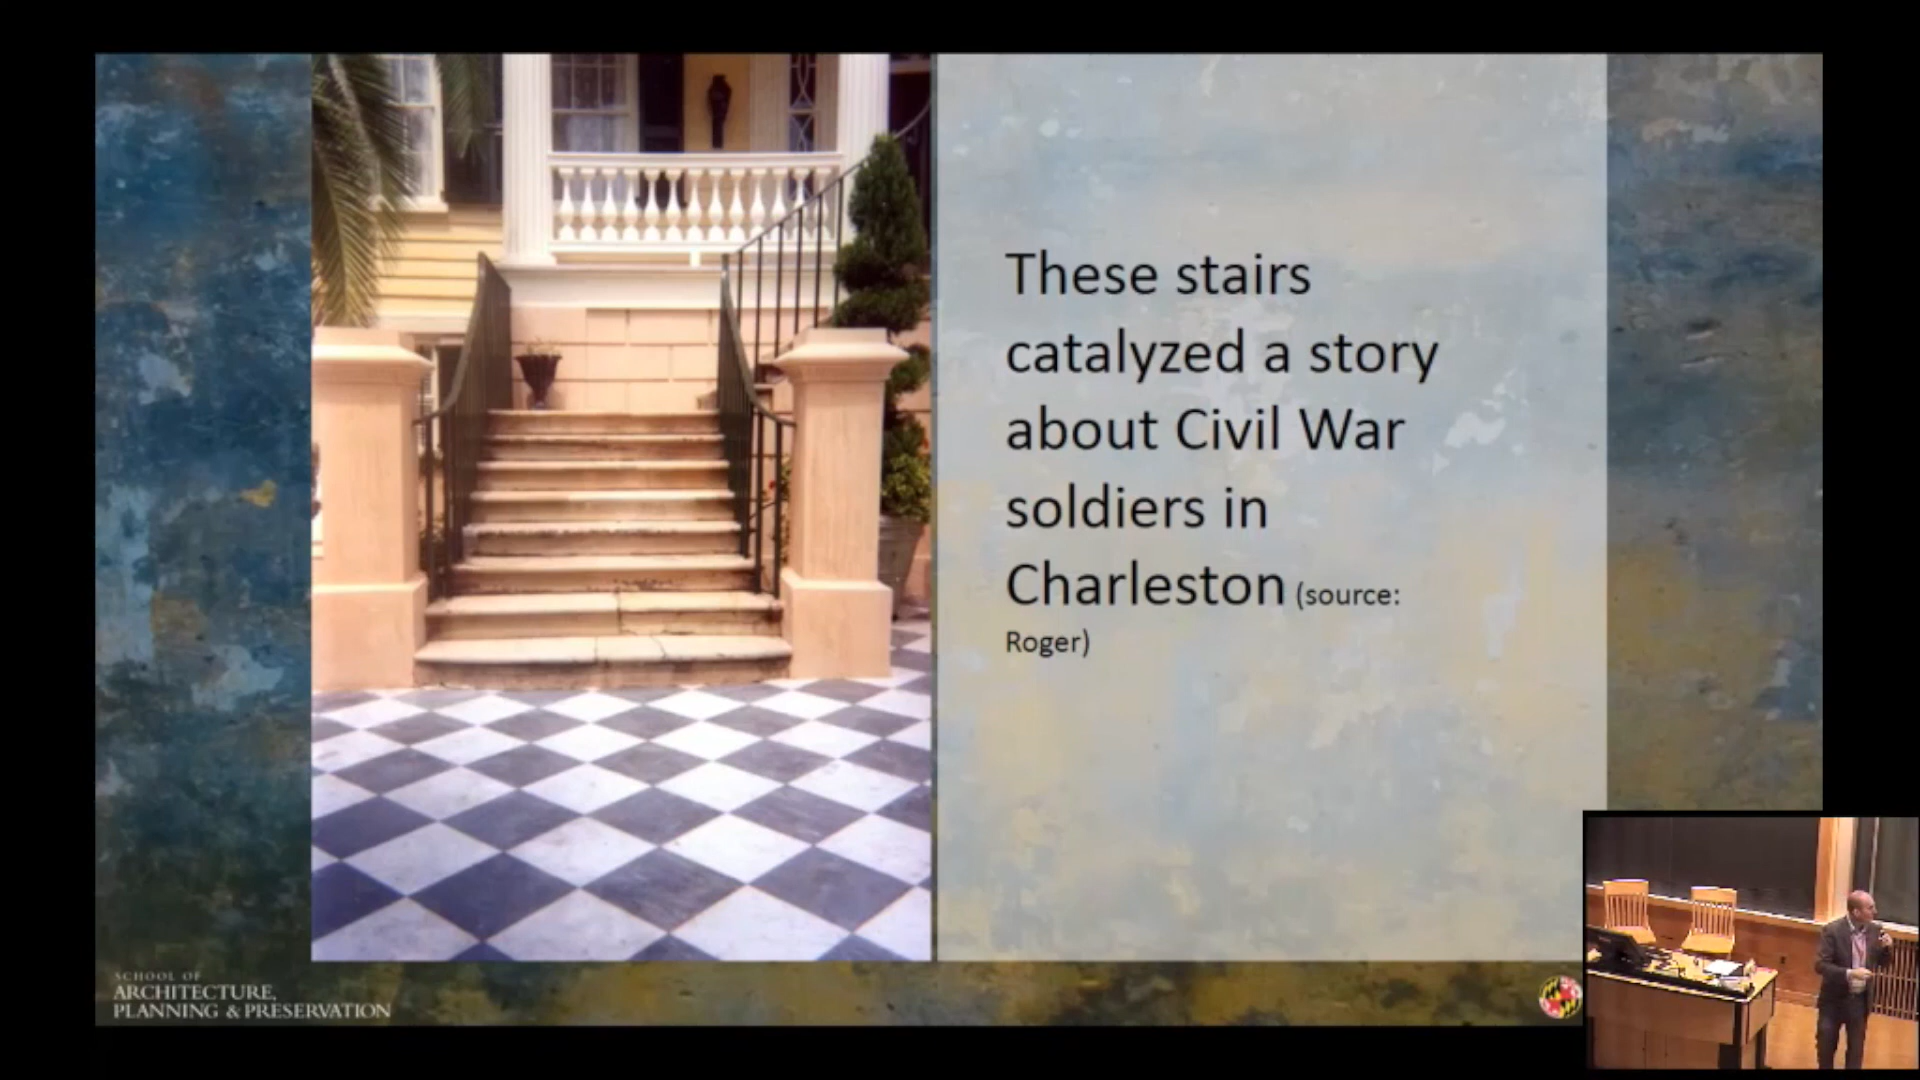 These stairs
catalyzed a story
about Civil War
soldiers in
Charleston (source:
Roger)
SCHOOL OF
ARCHITECTURE,
PLANNING & PRESERVATION